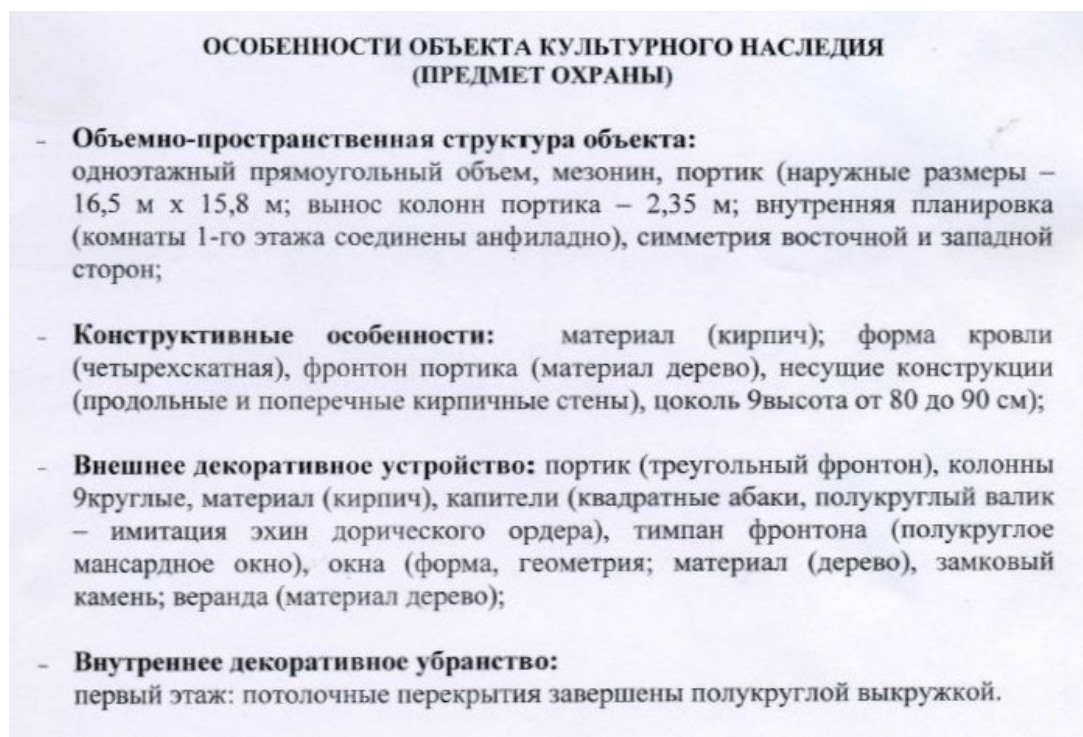 ОСОБЕННОСТИ ОБЪЕКТА КУЛЬТУРНОГО НАСЛЕДИЯ
(ПРЕДМЕТ ОХРАНЫ)
- Объемно-пространственная структура объекта:
одноэтажный прямоугольный объем, мезонин, портик (наружные размеры –
16,5 м х 15,8 м; вынос колонн портика – 2,35 м; внутренняя планировка
(комнаты 1-го этажа соединены анфиладно), симметрия восточной и западной
сторон;
- Конструктивные особенности: материал (кирпич); форма кровли
(четырехскатная), фронтон портика (материал дерево), несущие конструкции
(продольные и поперечные кирпичные стены), цоколь 9высота от 80 до 90 см);
- Внешнее декоративное устройство: портик (треугольный фронтон), колонны
9круглые, материал (кирпич), капители (квадратные абаки, полукруглый валик
– имитация эхин дорического ордера), тимпан фронтона (полукруглое
мансардное окно), окна (форма, геометрия; материал (дерево), замковый
камень; веранда (материал дерево);
- Внутреннее декоративное убранство:
первый этаж: потолочные перекрытия завершены полукруглой выкружкой.